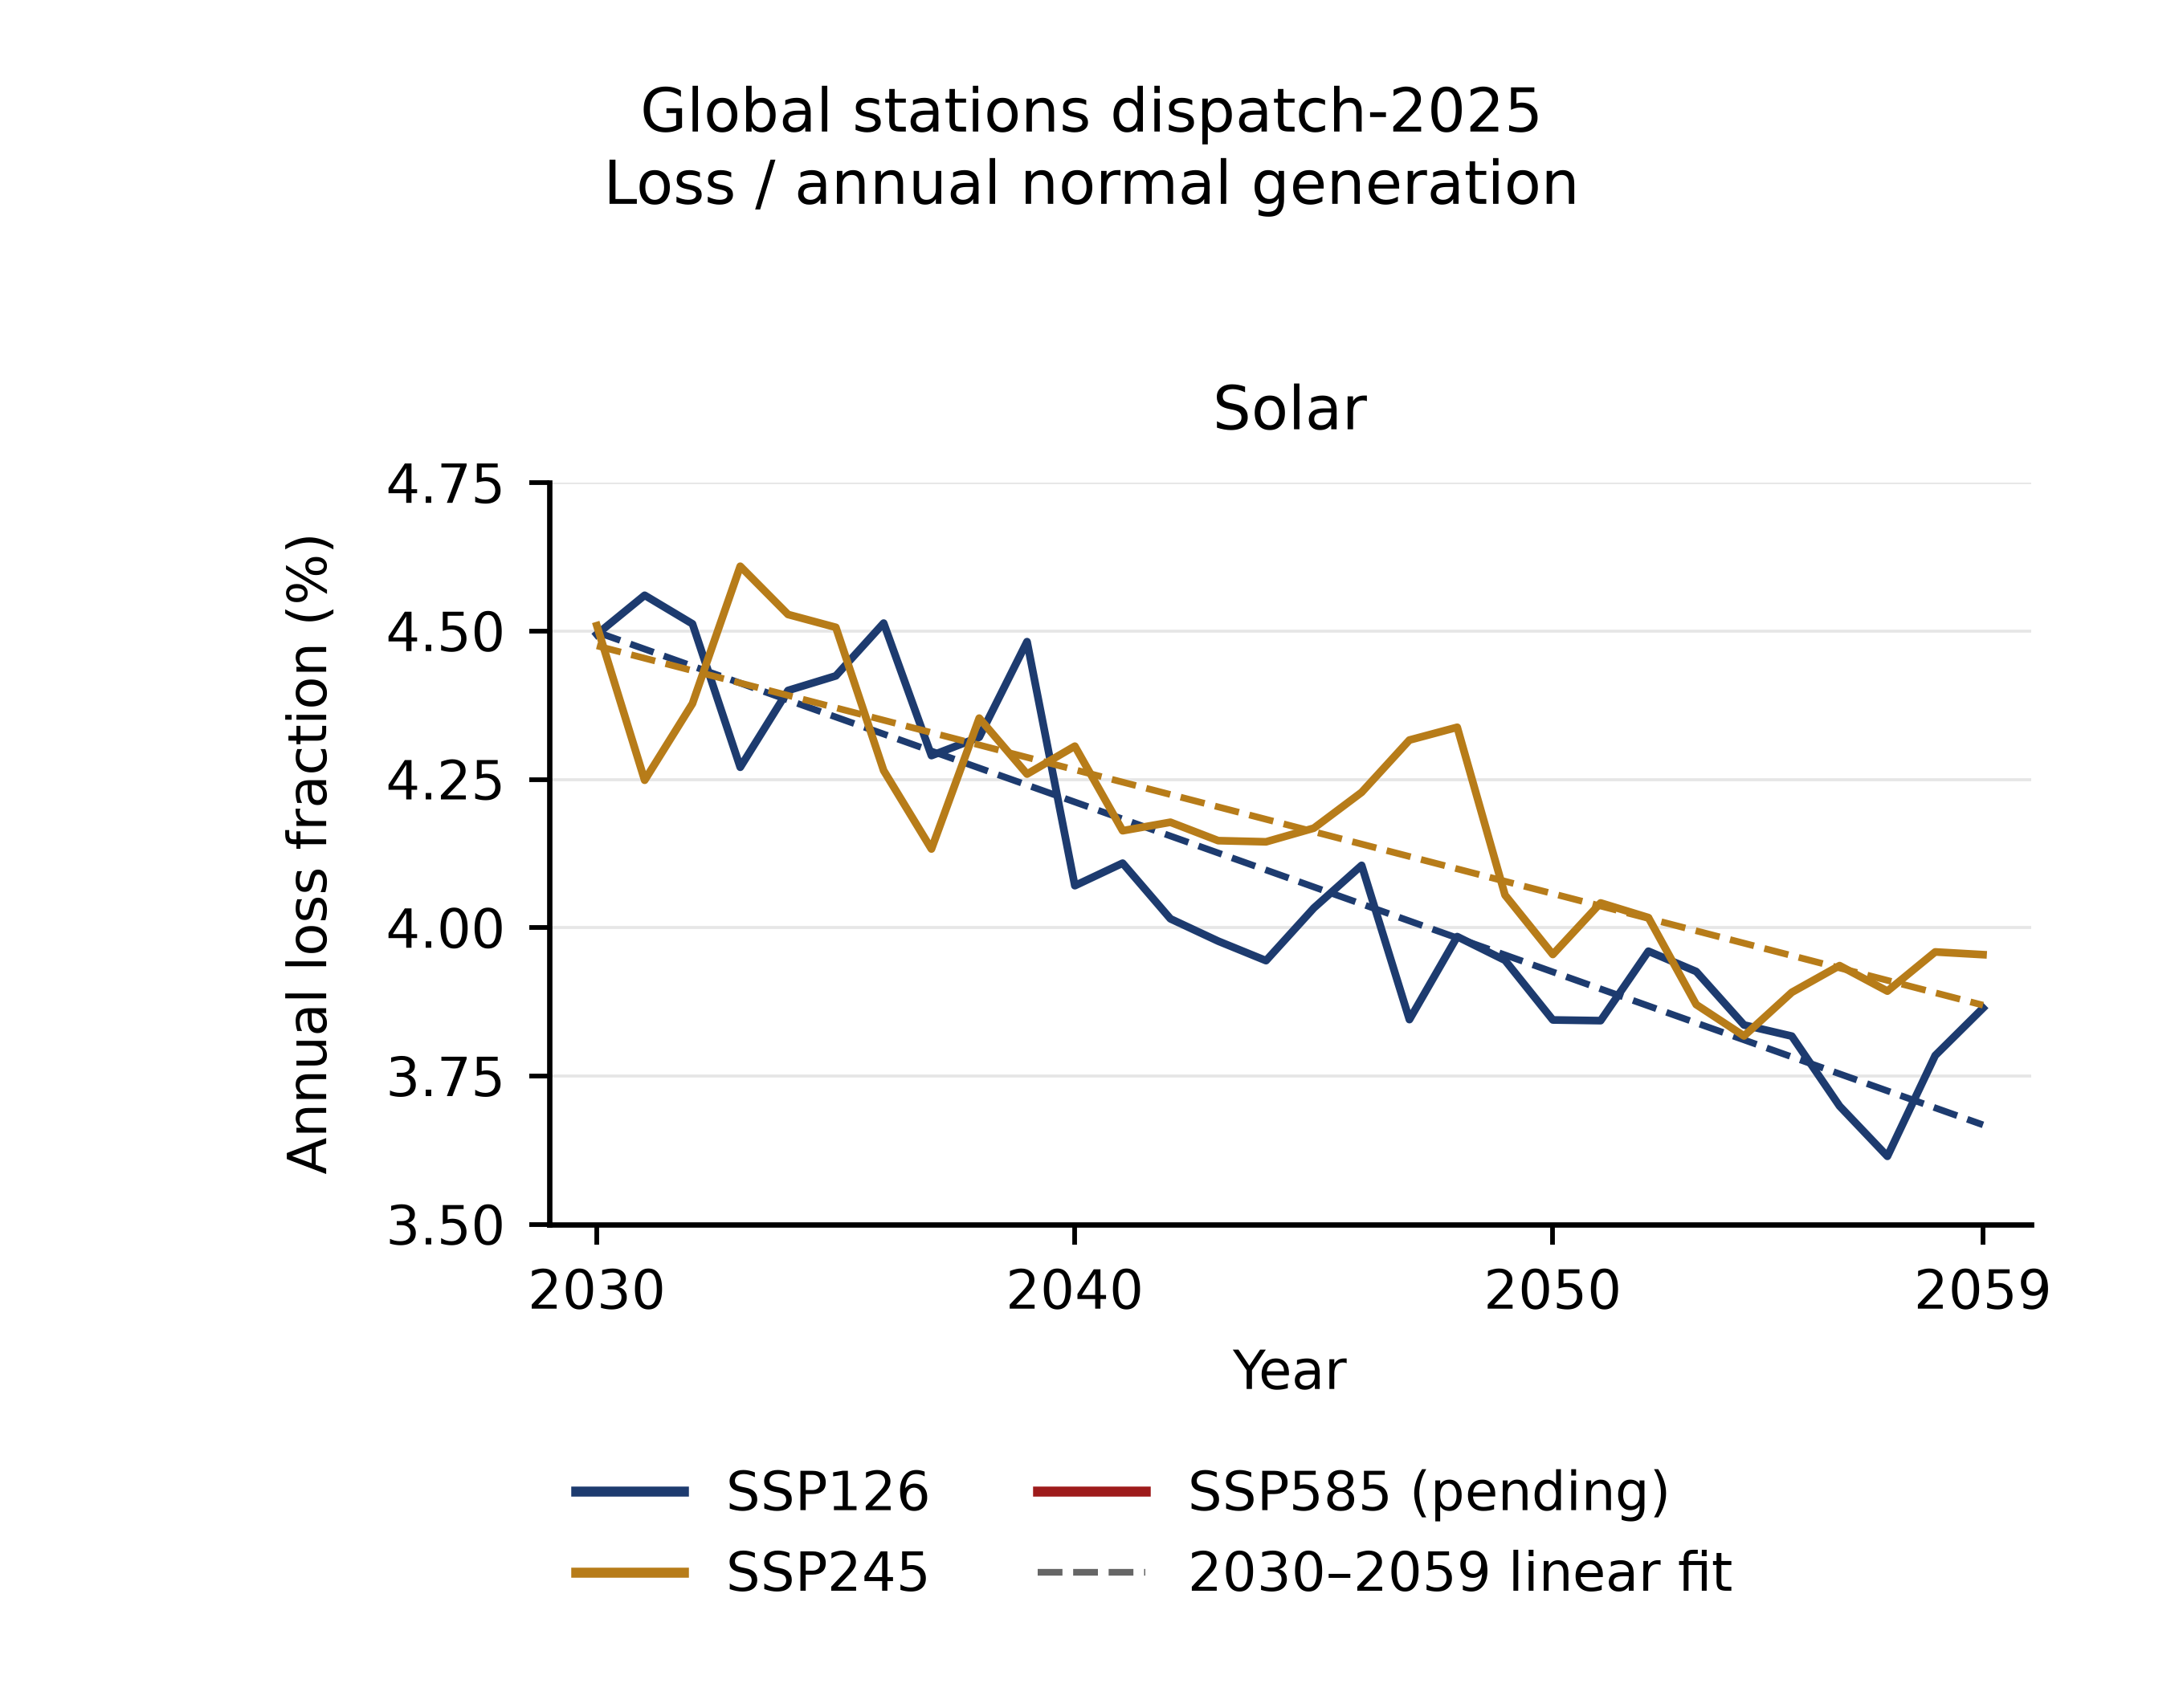 Global stations dispatch-2025
Loss / annual normal generation
Solar
Annual loss fraction (%)
4.75
4.50
4.25
4.00
3.75
3.50
2030
2040
2050
2059
Year
SSP126
SSP245
SSP585 (pending)
2030–2059 linear fit